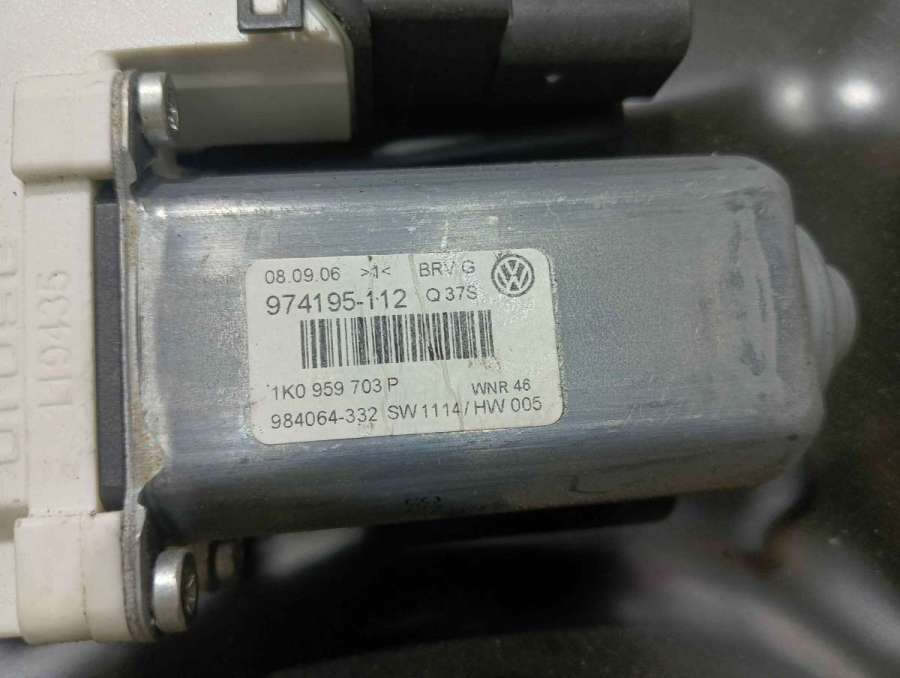 08.09.06 >1< BRV G
974195-112 Q 37S
1K0 959 703 P WNR 46
984064-332 SW 1114 / HW 005